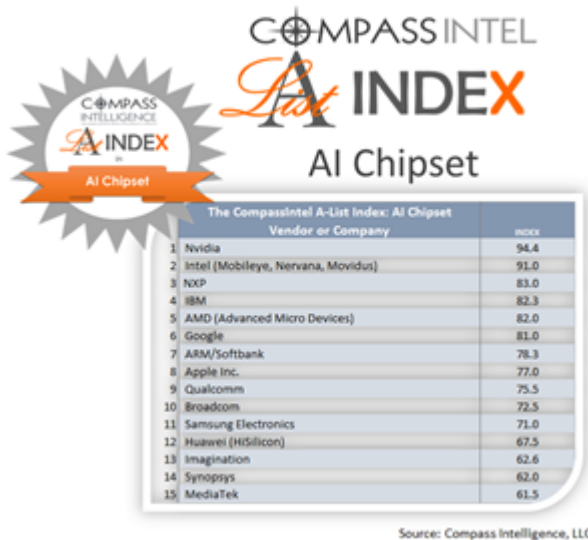 COMPASS INTEL
A List INDEX
AI Chipset
COMPASS
INTELLIGENCE
A List INDEX
in
AI Chipset
The CompassIntel A-List Index: AI Chipset
Vendor or Company INDEX
1 Nvidia 94.4
2 Intel (Mobileye, Nervana, Movidus) 91.0
3 NXP 83.0
4 IBM 82.3
5 AMD (Advanced Micro Devices) 82.0
6 Google 81.0
7 ARM/Softbank 78.3
8 Apple Inc. 77.0
9 Qualcomm 75.5
10 Broadcom 72.5
11 Samsung Electronics 71.0
12 Huawei (HiSilicon) 67.5
13 Imagination 62.6
14 Synopsys 62.0
15 MediaTek 61.5
Source: Compass Intelligence, LLC